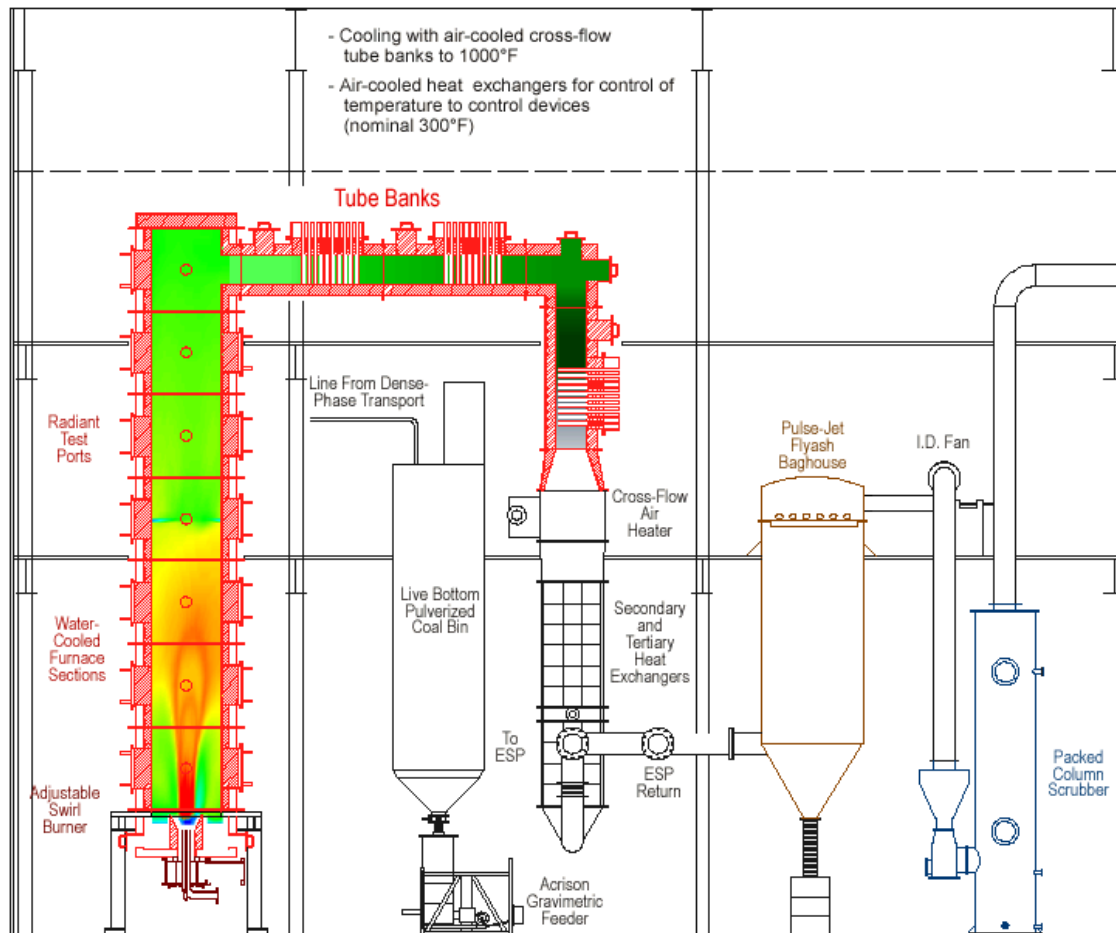 - Cooling with air-cooled cross-flow
tube banks to 1000°F
- Air-cooled heat exchangers for control of
temperature to control devices
(nominal 300°F)
Tube Banks
Line From Dense-
Phase Transport
Radiant
Test
Ports
Pulse-Jet
Flyash
Baghouse
I.D. Fan
Cross-Flow
Air
Heater
Live Bottom
Pulverized
Coal Bin
Secondary
and
Tertiary
Heat
Exchangers
Water-
Cooled
Furnace
Sections
To
ESP
ESP
Return
Packed
Column
Scrubber
Adjustable
Swirl
Burner
Acrison
Gravimetric
Feeder